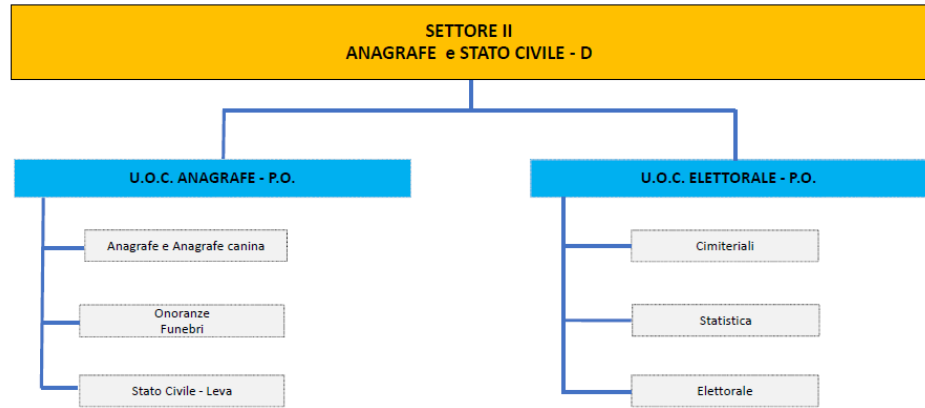 SETTORE II
ANAGRAFE e STATO CIVILE - D
U.O.C. ANAGRAFE - P.O.
Anagrafe e Anagrafe canina
Onoranze
Funebri
Stato Civile - Leva
U.O.C. ELETTORALE - P.O.
Cimiteriali
Statistica
Elettorale